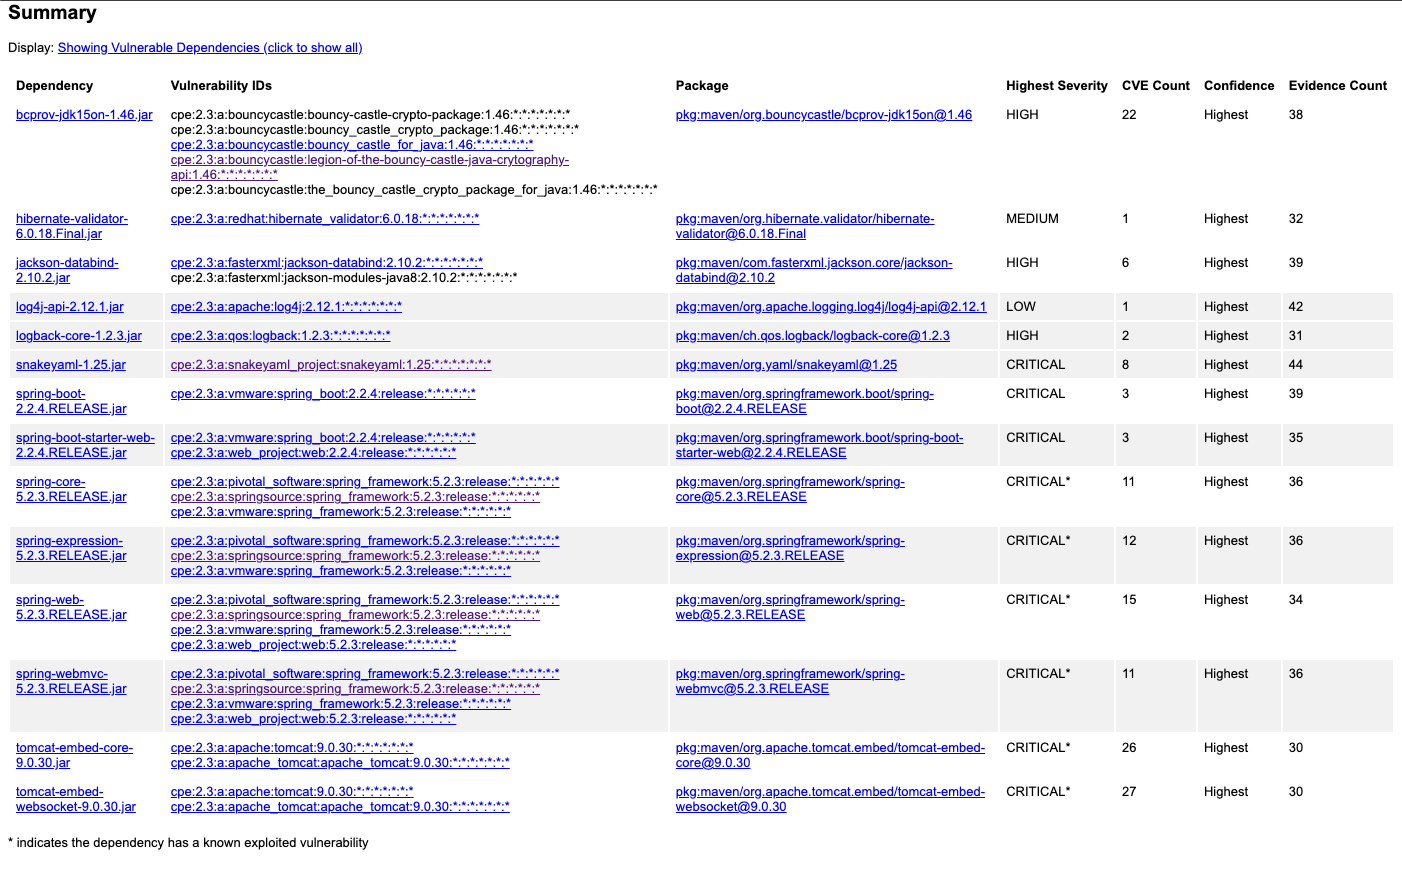 Summary
Display: Showing Vulnerable Dependencies (click to show all)
Dependency Vulnerability IDs Package Highest Severity CVE Count Confidence Evidence Count
bcprov-jdk15on-1.46.jar cpe:2.3:a:bouncycastle:bouncy-castle-crypto-package:1.46:*:*:*:*:*:*:* pkg:maven/org.bouncycastle/bcprov-jdk15on@1.46 HIGH 22 Highest 38
cpe:2.3:a:bouncycastle:bouncy_castle_crypto_package:1.46:*:*:*:*:*:*:*
cpe:2.3:a:bouncycastle:bouncy_castle_for_java:1.46:*:*:*:*:*:*:*
cpe:2.3:a:bouncycastle:legion-of-the-bouncy-castle-java-crytography-
api:1.46:*:*:*:*:*:*:*
cpe:2.3:a:bouncycastle:the_bouncy_castle_crypto_package_for_java:1.46:*:*:*:*:*:*:*
hibernate-validator- cpe:2.3:a:redhat:hibernate_validator:6.0.18:*:*:*:*:*:*:* pkg:maven/org.hibernate.validator/hibernate- MEDIUM 1 Highest 32
6.0.18.Final.jar validator@6.0.18.Final
jackson-databind- cpe:2.3:a:fasterxml:jackson-databind:2.10.2:*:*:*:*:*:*:* pkg:maven/com.fasterxml.jackson.core/jackson- HIGH 6 Highest 39
2.10.2.jar cpe:2.3:a:fasterxml:jackson-modules-java8:2.10.2:*:*:*:*:*:*:* databind@2.10.2
log4j-api-2.12.1.jar cpe:2.3:a:apache:log4j:2.12.1:*:*:*:*:*:*:* pkg:maven/org.apache.logging.log4j/log4j-api@2.12.1 LOW 1 Highest 42
logback-core-1.2.3.jar cpe:2.3:a:qos:logback:1.2.3:*:*:*:*:*:*:* pkg:maven/ch.qos.logback/logback-core@1.2.3 HIGH 2 Highest 31
snakeyaml-1.25.jar cpe:2.3:a:snakeyaml_project:snakeyaml:1.25:*:*:*:*:*:*:* pkg:maven/org.yaml/snakeyaml@1.25 CRITICAL 8 Highest 44
spring-boot- cpe:2.3:a:vmware:spring_boot:2.2.4:release:*:*:*:*:*:* pkg:maven/org.springframework.boot/spring- CRITICAL 3 Highest 39
2.2.4.RELEASE.jar boot@2.2.4.RELEASE
spring-boot-starter-web- cpe:2.3:a:vmware:spring_boot:2.2.4:release:*:*:*:*:*:* pkg:maven/org.springframework.boot/spring-boot- CRITICAL 3 Highest 35
2.2.4.RELEASE.jar cpe:2.3:a:web_project:web:2.2.4:release:*:*:*:*:*:* starter-web@2.2.4.RELEASE
spring-core- cpe:2.3:a:pivotal_software:spring_framework:5.2.3:release:*:*:*:*:*:* pkg:maven/org.springframework/spring- CRITICAL* 11 Highest 36
5.2.3.RELEASE.jar cpe:2.3:a:springsource:spring_framework:5.2.3:release:*:*:*:*:*:* core@5.2.3.RELEASE
cpe:2.3:a:vmware:spring_framework:5.2.3:release:*:*:*:*:*:*
spring-expression- cpe:2.3:a:pivotal_software:spring_framework:5.2.3:release:*:*:*:*:*:* pkg:maven/org.springframework/spring- CRITICAL* 12 Highest 36
5.2.3.RELEASE.jar cpe:2.3:a:springsource:spring_framework:5.2.3:release:*:*:*:*:*:* expression@5.2.3.RELEASE
cpe:2.3:a:vmware:spring_framework:5.2.3:release:*:*:*:*:*:*
spring-web- cpe:2.3:a:pivotal_software:spring_framework:5.2.3:release:*:*:*:*:*:* pkg:maven/org.springframework/spring- CRITICAL* 15 Highest 34
5.2.3.RELEASE.jar cpe:2.3:a:springsource:spring_framework:5.2.3:release:*:*:*:*:*:* web@5.2.3.RELEASE
cpe:2.3:a:vmware:spring_framework:5.2.3:release:*:*:*:*:*:*
cpe:2.3:a:web_project:web:5.2.3:release:*:*:*:*:*:*
spring-webmvc- cpe:2.3:a:pivotal_software:spring_framework:5.2.3:release:*:*:*:*:*:* pkg:maven/org.springframework/spring- CRITICAL* 11 Highest 36
5.2.3.RELEASE.jar cpe:2.3:a:springsource:spring_framework:5.2.3:release:*:*:*:*:*:* webmvc@5.2.3.RELEASE
cpe:2.3:a:vmware:spring_framework:5.2.3:release:*:*:*:*:*:*
cpe:2.3:a:web_project:web:5.2.3:release:*:*:*:*:*:*
tomcat-embed-core- cpe:2.3:a:apache:tomcat:9.0.30:*:*:*:*:*:*:* pkg:maven/org.apache.tomcat.embed/tomcat-embed- CRITICAL* 26 Highest 30
9.0.30.jar cpe:2.3:a:apache_tomcat:apache_tomcat:9.0.30:*:*:*:*:*:*:* core@9.0.30
tomcat-embed- cpe:2.3:a:apache:tomcat:9.0.30:*:*:*:*:*:*:* pkg:maven/org.apache.tomcat.embed/tomcat-embed- CRITICAL* 27 Highest 30
websocket-9.0.30.jar cpe:2.3:a:apache_tomcat:apache_tomcat:9.0.30:*:*:*:*:*:*:* websocket@9.0.30
* indicates the dependency has a known exploited vulnerability